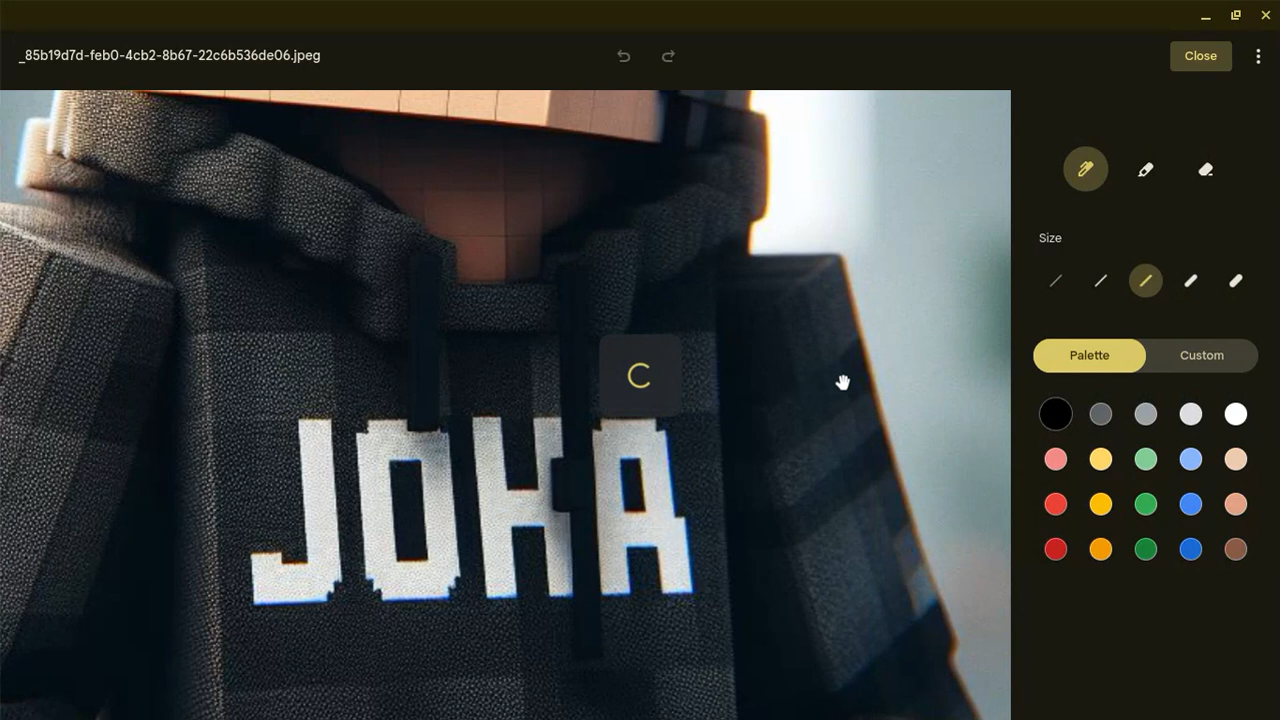 _85b19d7d-feb0-4cb2-8b67-22c6b536de06.jpeg
Close
Size
Palette
Custom
JOHA